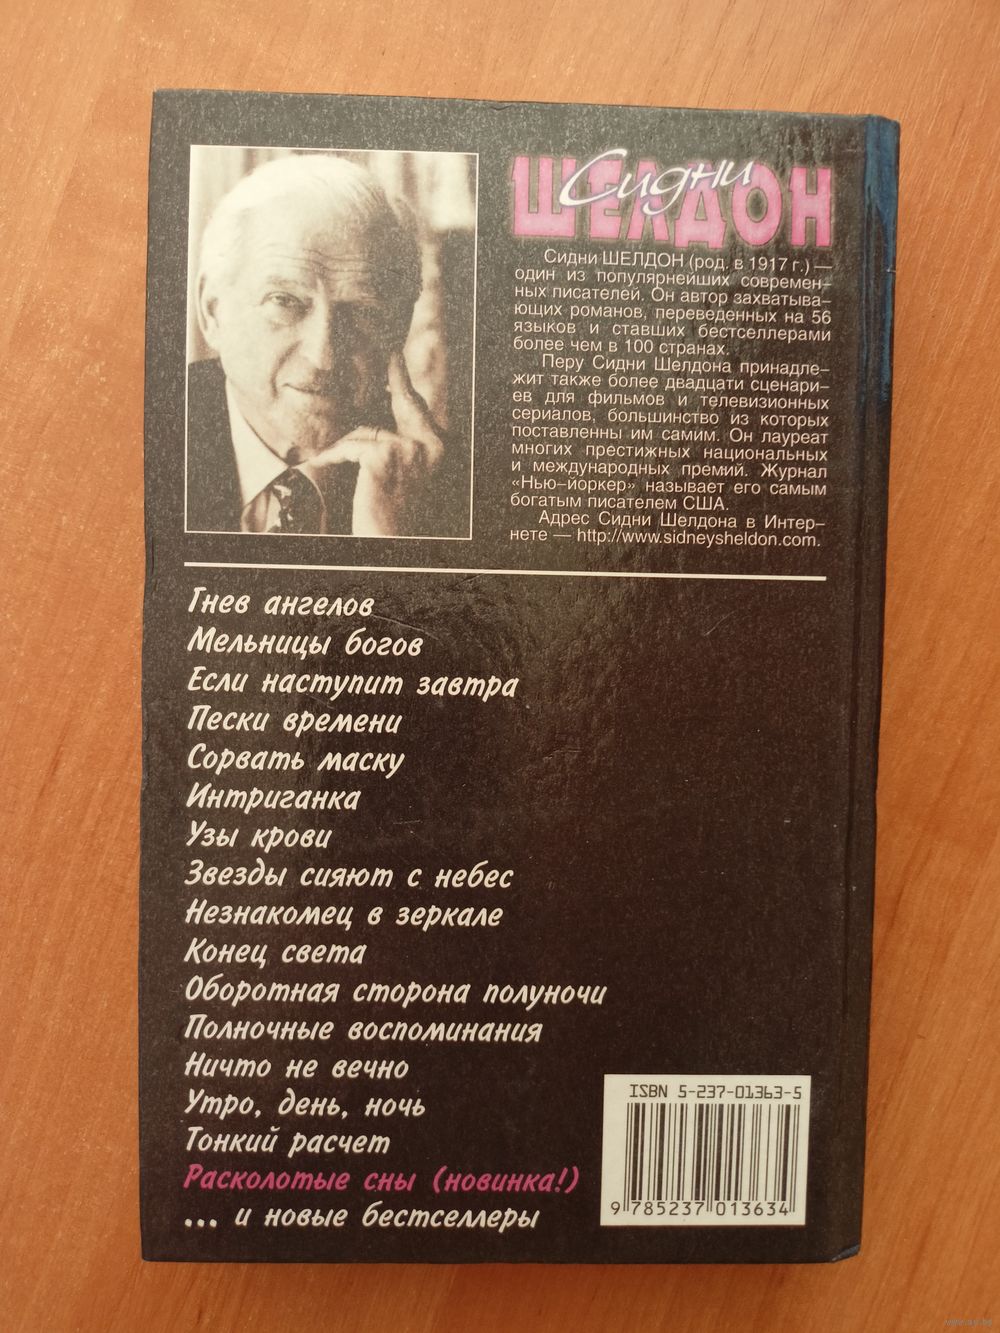 Сидни
ШЕЛДОН
Сидни ШЕЛДОН (род. в 1917 г.) —
один из популярнейших современ-
ных писателей. Он автор захватыва-
ющих романов, переведенных на 56
языков и ставших бестселлерами
более чем в 100 странах.
Перу Сидни Шелдона принадле-
жит также более двадцати сценари-
ев для фильмов и телевизионных
сериалов, большинство из которых
поставленны им самим. Он лауреат
многих престижных национальных
и международных премий. Журнал
«Нью-йоркер» называет его самым
богатым писателем США.
Адрес Сидни Шелдона в Интер-
нете — http://www.sidneysheldon.com.
Гнев ангелов
Мельницы богов
Если наступит завтра
Пески времени
Сорвать маску
Интриганка
Узы крови
Звезды сияют с небес
Незнакомец в зеркале
Конец света
Оборотная сторона полуночи
Полночные воспоминания
Ничто не вечно
Утро, день, ночь
Тонкий расчет
Расколотые сны (новинка!)
... и новые бестселлеры
ISBN 5-237-01363-5
9 785237 013634